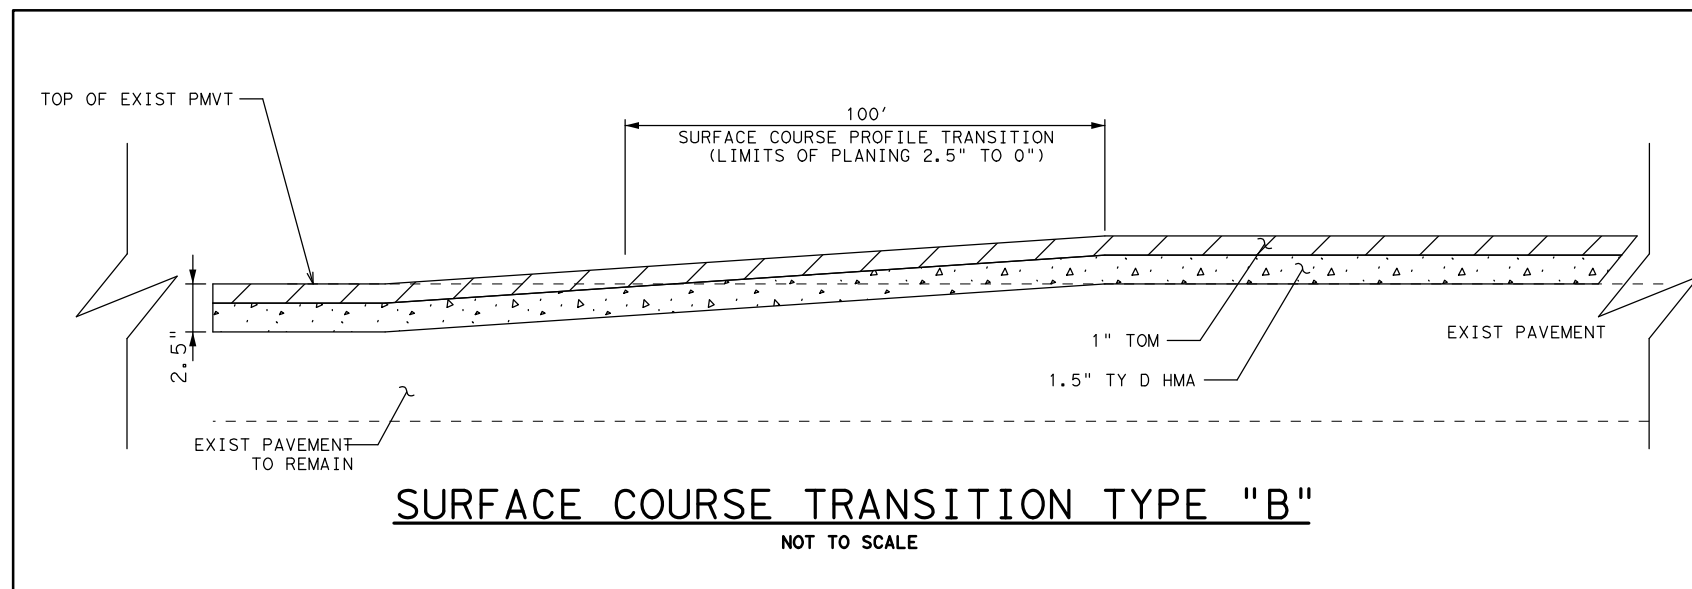 TOP OF EXIST PMVT
100'
SURFACE COURSE PROFILE TRANSITION
(LIMITS OF PLANING 2.5" TO 0")
2.5"
1" TOM
EXIST PAVEMENT
1.5" TY D HMA
EXIST PAVEMENT
TO REMAIN
SURFACE COURSE TRANSITION TYPE "B"
NOT TO SCALE